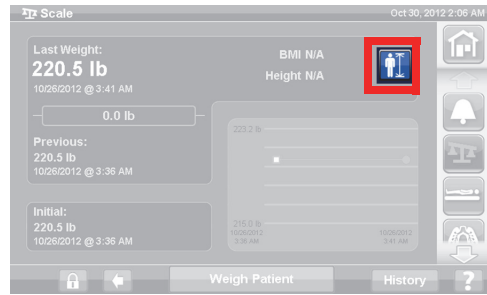 Scale
Oct 30, 2012 2:06 AM
Last Weight:
220.5 lb
10/26/2012 @ 3:41 AM
BMI N/A
Height N/A
0.0 lb
Previous:
220.5 lb
10/26/2012 @ 3:36 AM
225.2 lb
215.0 lb
10/26/2012
3:36 AM
10/26/2012
3:41 AM
Initial:
220.5 lb
10/26/2012 @ 3:36 AM
Weigh Patient
History
?